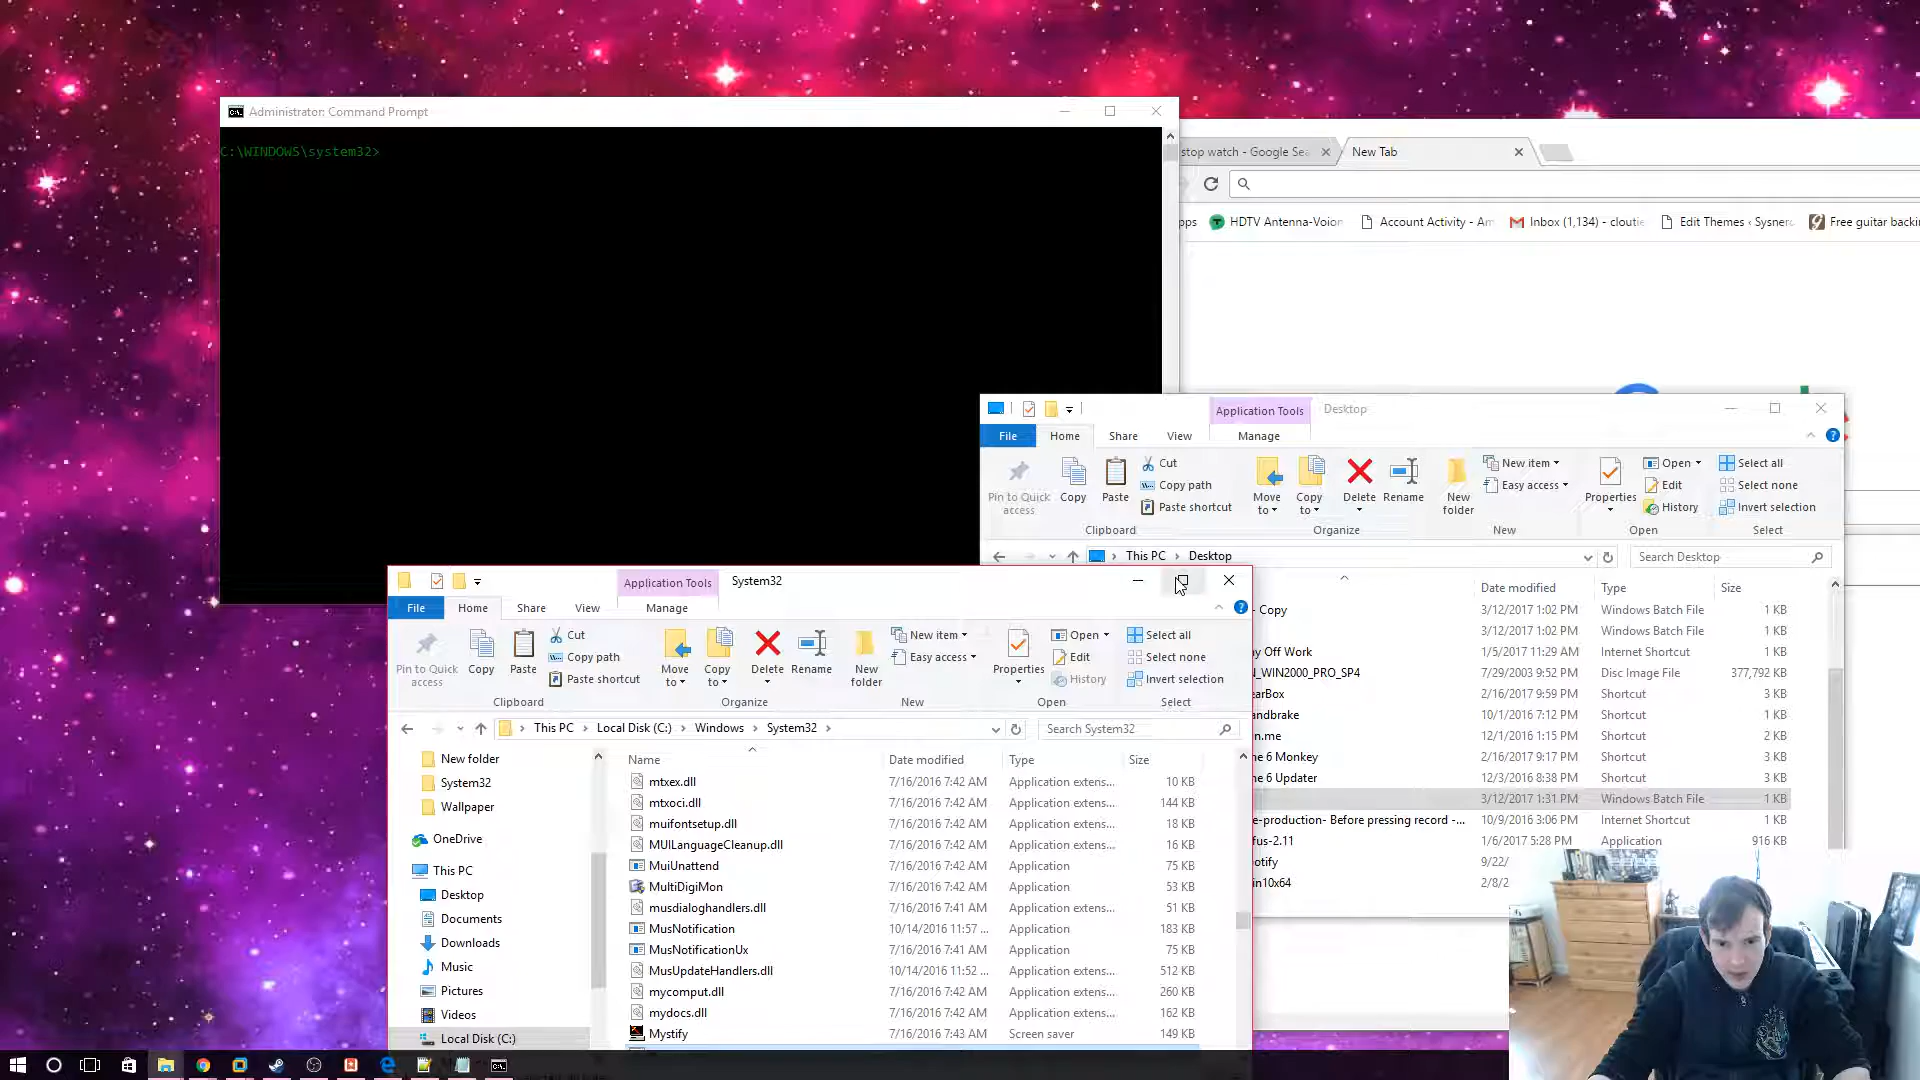 Administrator: Command Prompt
C:\WINDOWS\system32>
stop watch - Google Sea
New Tab
pps
HDTV Antenna-Voion
Account Activity - Am
Inbox (1,134) - cloutie
Edit Themes ‹ Sysner
Free guitar backi
Application Tools
Desktop
File
Home
Share
View
Manage
Pin to Quick access
Copy
Paste
Cut
Copy path
Paste shortcut
Move to
Copy to
Delete
Rename
New folder
New item
Easy access
Properties
Open
Edit
History
Select all
Select none
Invert selection
Clipboard
Organize
New
Open
Select
This PC > Desktop
Search Desktop
Date modified
Type
Size
- Copy 3/12/2017 1:02 PM Windows Batch File 1 KB
3/12/2017 1:02 PM Windows Batch File 1 KB
y Off Work 1/5/2017 11:29 AM Internet Shortcut 1 KB
_WIN2000_PRO_SP4 7/29/2003 9:52 PM Disc Image File 377,792 KB
earBox 2/16/2017 9:59 PM Shortcut 3 KB
andbrake 10/1/2016 7:12 PM Shortcut 1 KB
n.me 12/3/2016 1:15 PM Shortcut 2 KB
ne 6 Monkey 2/16/2017 9:17 PM Shortcut 3 KB
ne 6 Updater 12/3/2016 8:38 PM Shortcut 3 KB
3/12/2017 1:31 PM Windows Batch File 1 KB
e-production- Before pressing record -... 10/9/2016 3:06 PM Internet Shortcut 1 KB
fus-2.11 1/6/2017 5:28 PM Application 916 KB
otify 9/22/
in10x64 2/8/2
Application Tools
System32
File
Home
Share
View
Manage
Pin to Quick access
Copy
Paste
Cut
Copy path
Paste shortcut
Move to
Copy to
Delete
Rename
New folder
New item
Easy access
Properties
Open
Edit
History
Select all
Select none
Invert selection
Clipboard
Organize
New
Open
Select
This PC > Local Disk (C:) > Windows > System32 >
Search System32
New folder
System32
Wallpaper
OneDrive
This PC
Desktop
Documents
Downloads
Music
Pictures
Videos
Local Disk (C:)
Name Date modified Type Size
mtxex.dll 7/16/2016 7:42 AM Application extens... 10 KB
mtxoci.dll 7/16/2016 7:42 AM Application extens... 144 KB
muifontsetup.dll 7/16/2016 7:42 AM Application extens... 18 KB
MUILanguageCleanup.dll 7/16/2016 7:42 AM Application extens... 16 KB
MuiUnattend 7/16/2016 7:42 AM Application 75 KB
MultiDigiMon 7/16/2016 7:42 AM Application 53 KB
musdialoghandlers.dll 7/16/2016 7:41 AM Application extens... 51 KB
MusNotification 10/14/2016 11:57 ... Application 183 KB
MusNotificationUx 7/16/2016 7:41 AM Application 75 KB
MusUpdateHandlers.dll 10/14/2016 11:52 ... Application extens... 512 KB
mycomput.dll 7/16/2016 7:42 AM Application extens... 260 KB
mydocs.dll 7/16/2016 7:42 AM Application extens... 162 KB
Mystify 7/16/2016 7:43 AM Screen saver 149 KB